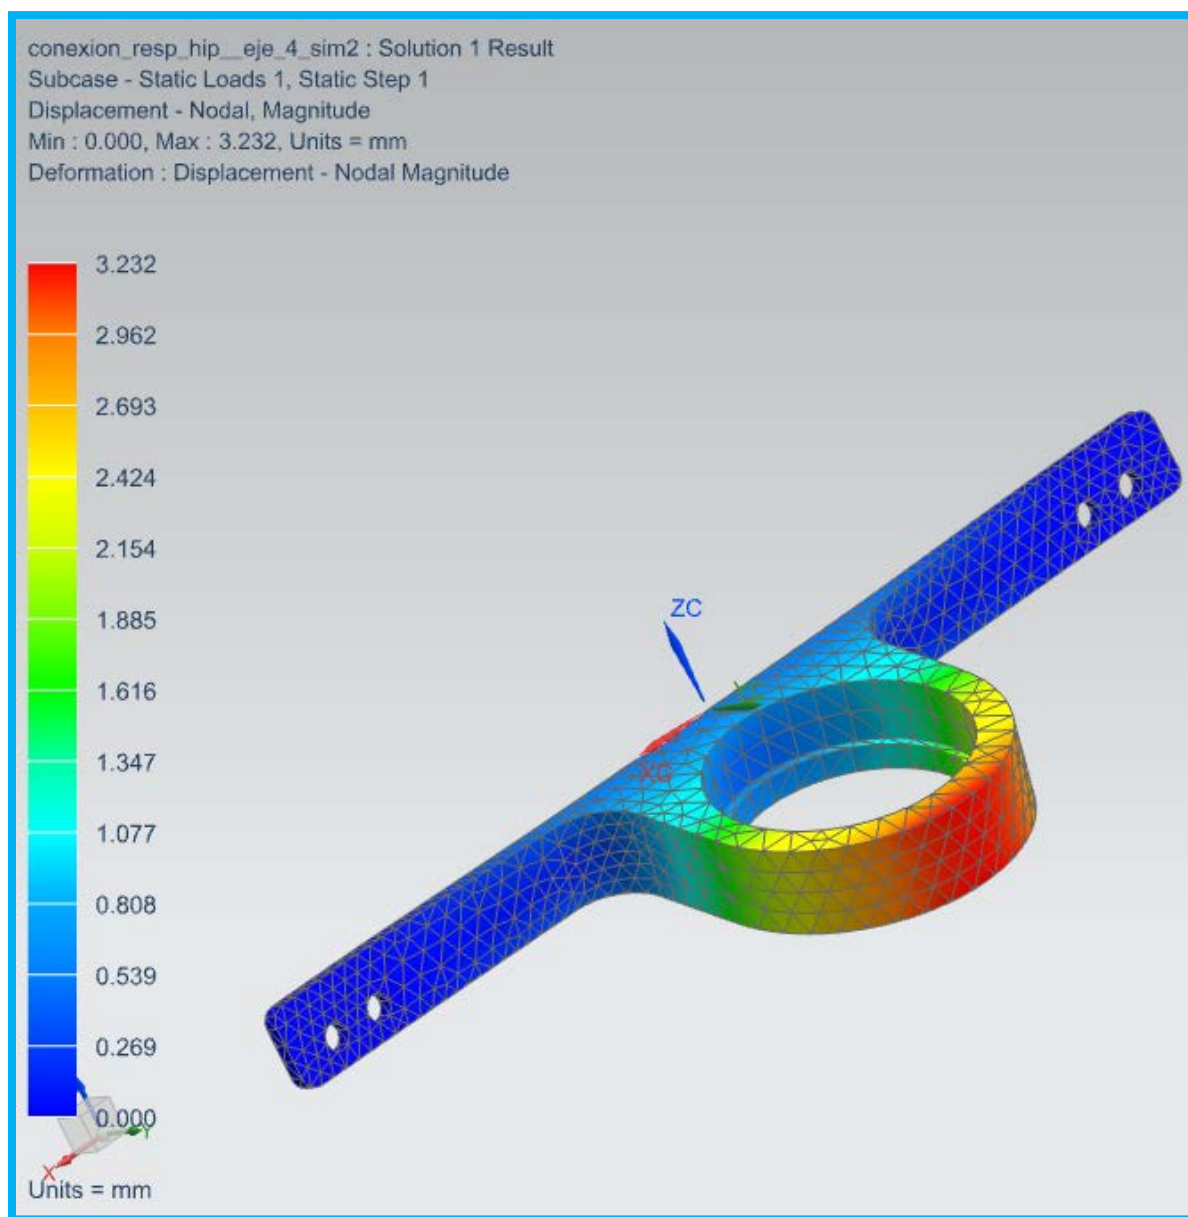 conexion_resp_hip__eje_4_sim2 : Solution 1 Result
Subcase - Static Loads 1, Static Step 1
Displacement - Nodal, Magnitude
Min : 0.000, Max : 3.232, Units = mm
Deformation : Displacement - Nodal Magnitude
3.232
2.962
2.693
2.424
2.154
1.885
1.616
1.347
1.077
0.808
0.539
0.269
0.000
ZC
XC
Y
X
Units = mm